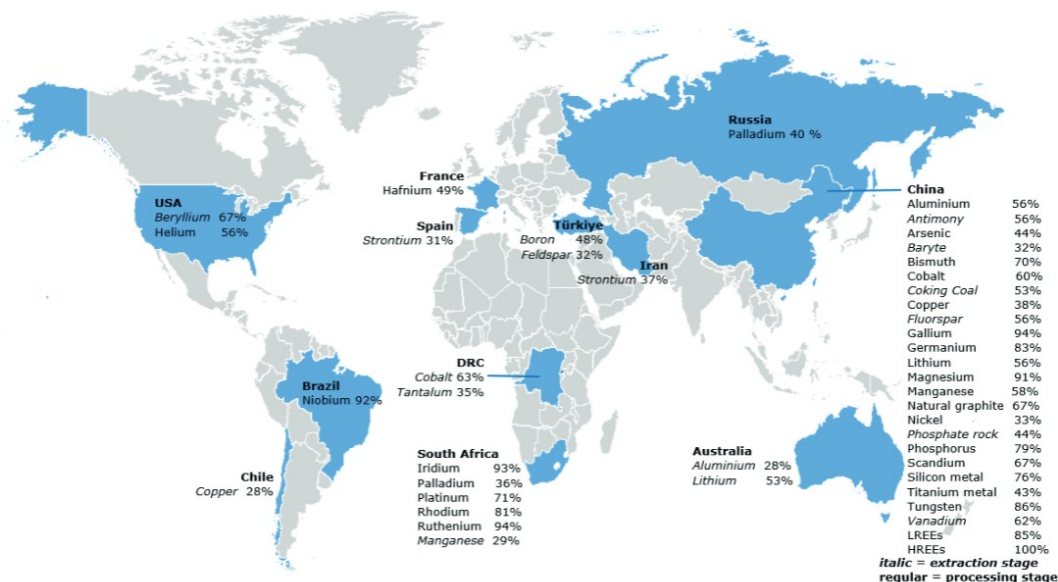 Russia
Palladium 40 %
France
Hafnium 49%
USA
Beryllium 67%
Helium 56%
Spain
Strontium 31%
Türkiye
Boron 48%
Feldspar 32%
Iran
Strontium 37%
China
Aluminium 56%
Antimony 56%
Arsenic 44%
Baryte 32%
Bismuth 70%
Cobalt 60%
Coking Coal 53%
Copper 38%
Fluorspar 56%
Gallium 94%
Germanium 83%
Lithium 56%
Magnesium 91%
Manganese 58%
Natural graphite 67%
Nickel 33%
Phosphate rock 44%
Phosphorus 79%
Scandium 67%
Silicon metal 76%
Titanium metal 43%
Tungsten 86%
Vanadium 62%
LREEs 85%
HREEs 100%
DRC
Cobalt 63%
Tantalum 35%
Brazil
Niobium 92%
Chile
Copper 28%
South Africa
Iridium 93%
Palladium 36%
Platinum 71%
Rhodium 81%
Ruthenium 94%
Manganese 29%
Australia
Aluminium 28%
Lithium 53%
italic = extraction stage
regular = processing stage